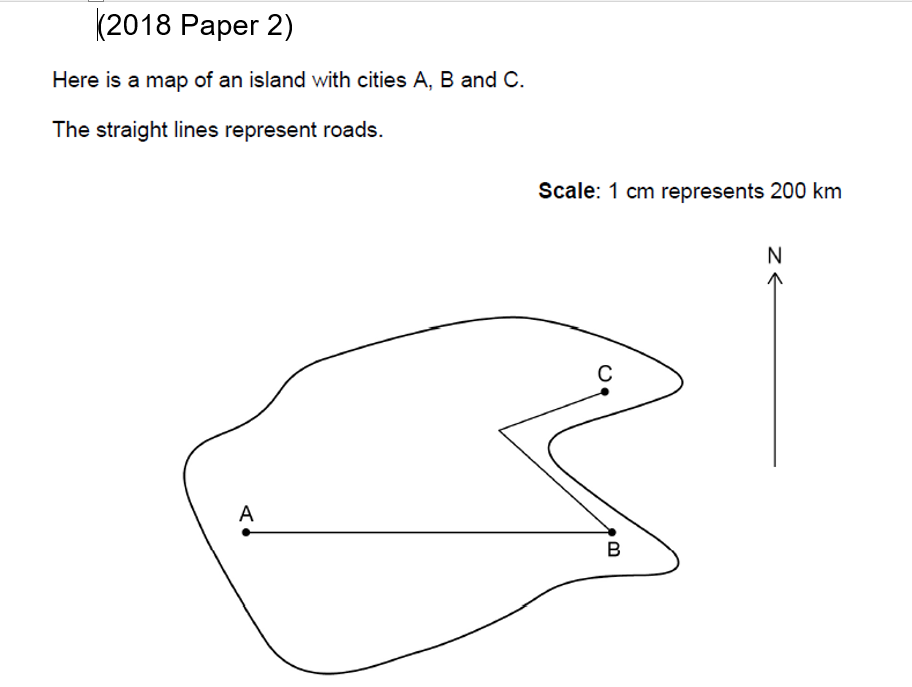 (2018 Paper 2)
Here is a map of an island with cities A, B and C.
The straight lines represent roads.
Scale: 1 cm represents 200 km
N
C
A
B